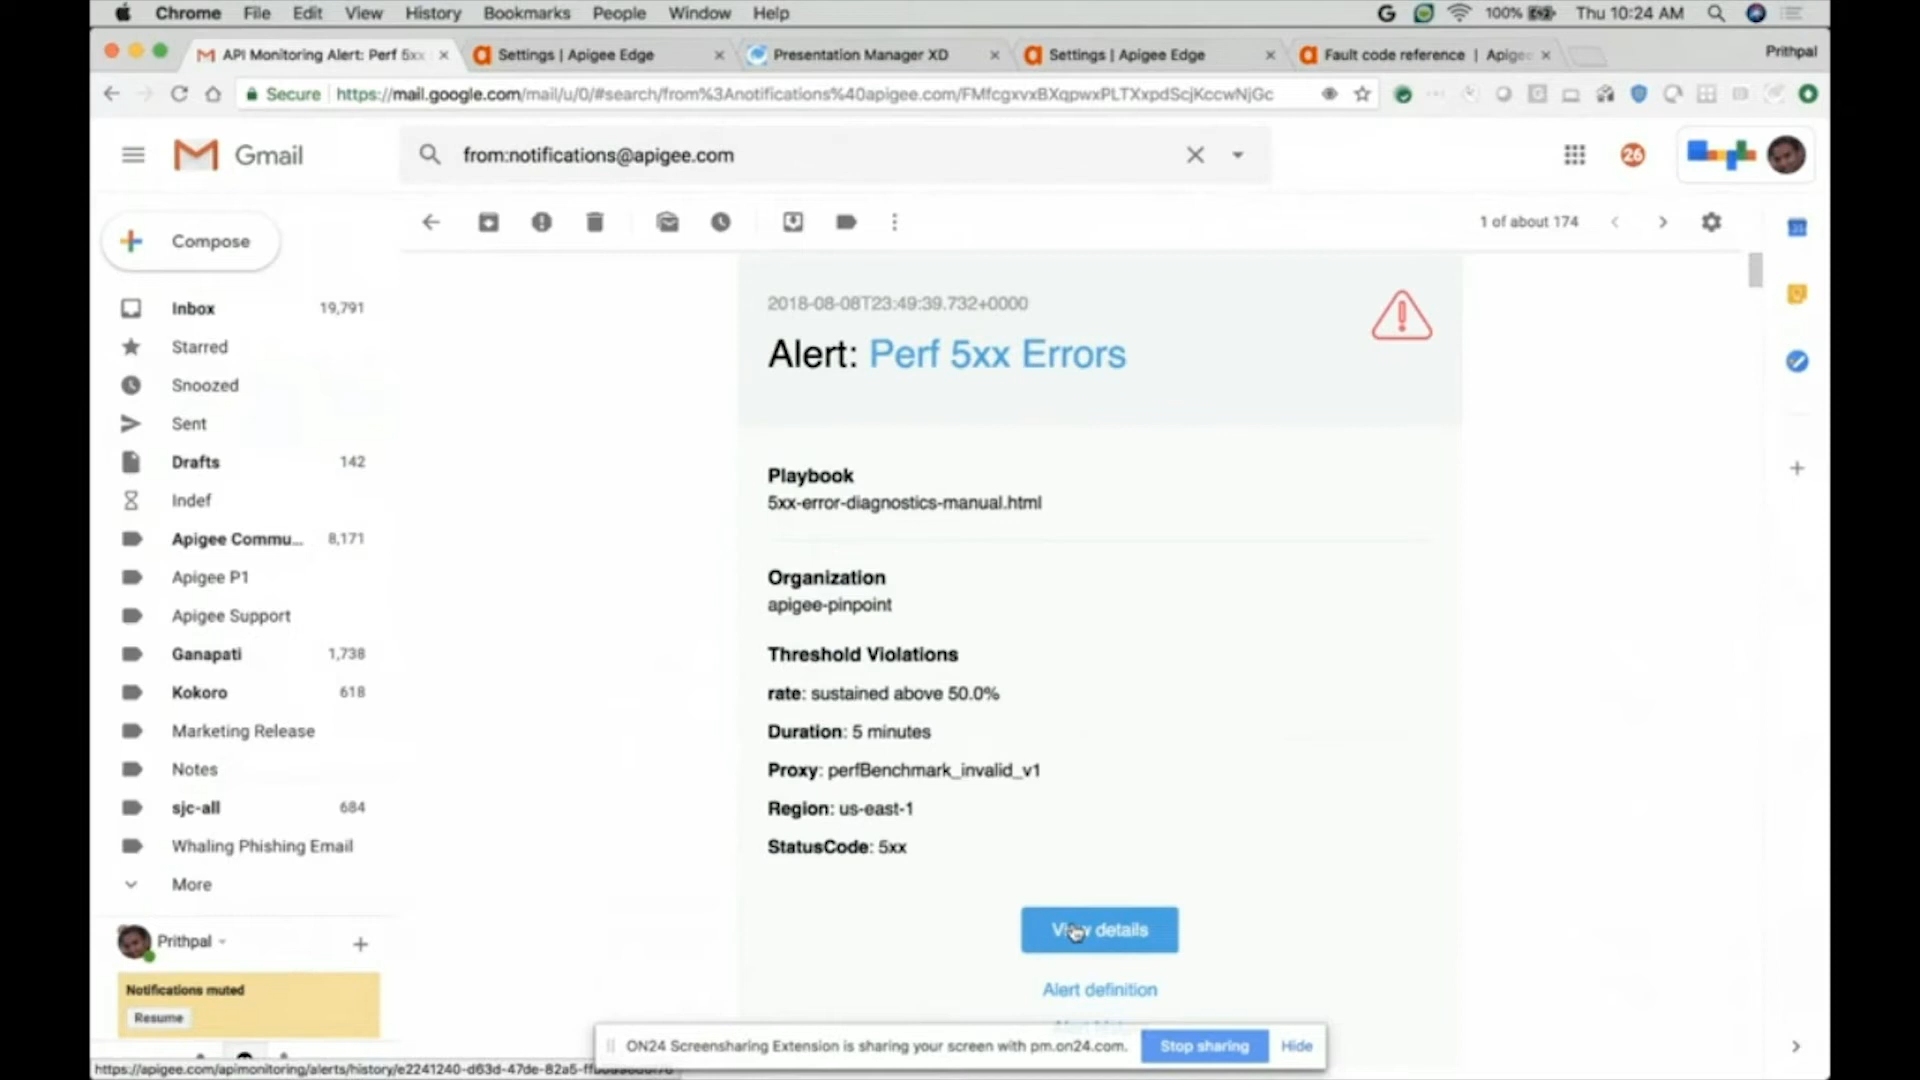 Chrome File Edit View History Bookmarks People Window Help 100% Thu 10:24 AM
API Monitoring Alert: Perf 5xx Settings | Apigee Edge Presentation Manager XD Settings | Apigee Edge Fault code reference | Apigee Prithpal
Secure https://mail.google.com/mail/u/0/#search/from%3Anotifications%40apigee.com/FMfcgxvxBXqpwxPLTXxpdScjKccwNjGc
Gmail from:notifications@apigee.com 26
Compose 1 of about 174
Inbox 19,791
Starred
Snoozed
Sent
Drafts 142
Indef
Apigee Commu... 8,171
Apigee P1
Apigee Support
Ganapati 1,738
Kokoro 618
Marketing Release
Notes
sjc-all 684
Whaling Phishing Email
More
Prithpal
Notifications muted
Resume
2018-08-08T23:49:39.732+0000
Alert: Perf 5xx Errors
Playbook
5xx-error-diagnostics-manual.html
Organization
apigee-pinpoint
Threshold Violations
rate: sustained above 50.0%
Duration: 5 minutes
Proxy: perfBenchmark_invalid_v1
Region: us-east-1
StatusCode: 5xx
View details
Alert definition
ON24 Screensharing Extension is sharing your screen with pm.on24.com. Stop sharing Hide